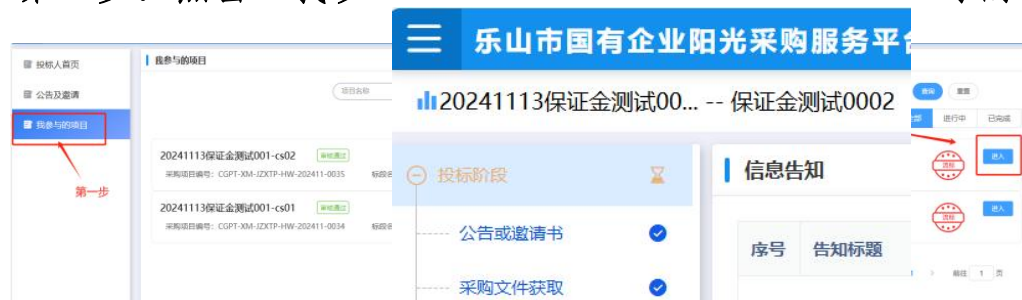 投标人首页
公告及邀请
我参与的项目
第一步
我参与的项目
项目名称
20241113保证金测试001-cs02 审核通过
采购项目编号：CGPT-XM-JZXTP-HW-202411-0035
20241113保证金测试001-cs01 审核通过
采购项目编号：CGPT-XM-JZXTP-HW-202411-0034
乐山市国有企业阳光采购服务平台
20241113保证金测试00... -- 保证金测试0002
投标阶段
公告或邀请书
采购文件获取
信息告知
序号 告知标题
查询 重置
进行中 已完成
进入
进入
前往 1 页